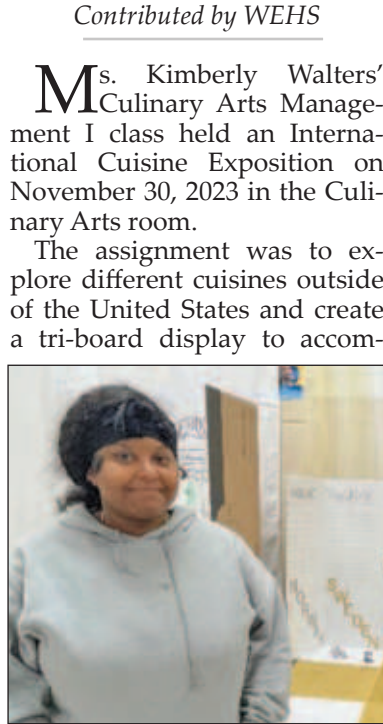 Contributed by WEHS
Ms. Kimberly Walters'
Culinary Arts Manage-
ment I class held an Interna-
tional Cuisine Exposition on
November 30, 2023 in the Culi-
nary Arts room.
The assignment was to ex-
plore different cuisines outside
of the United States and create
a tri-board display to accom-